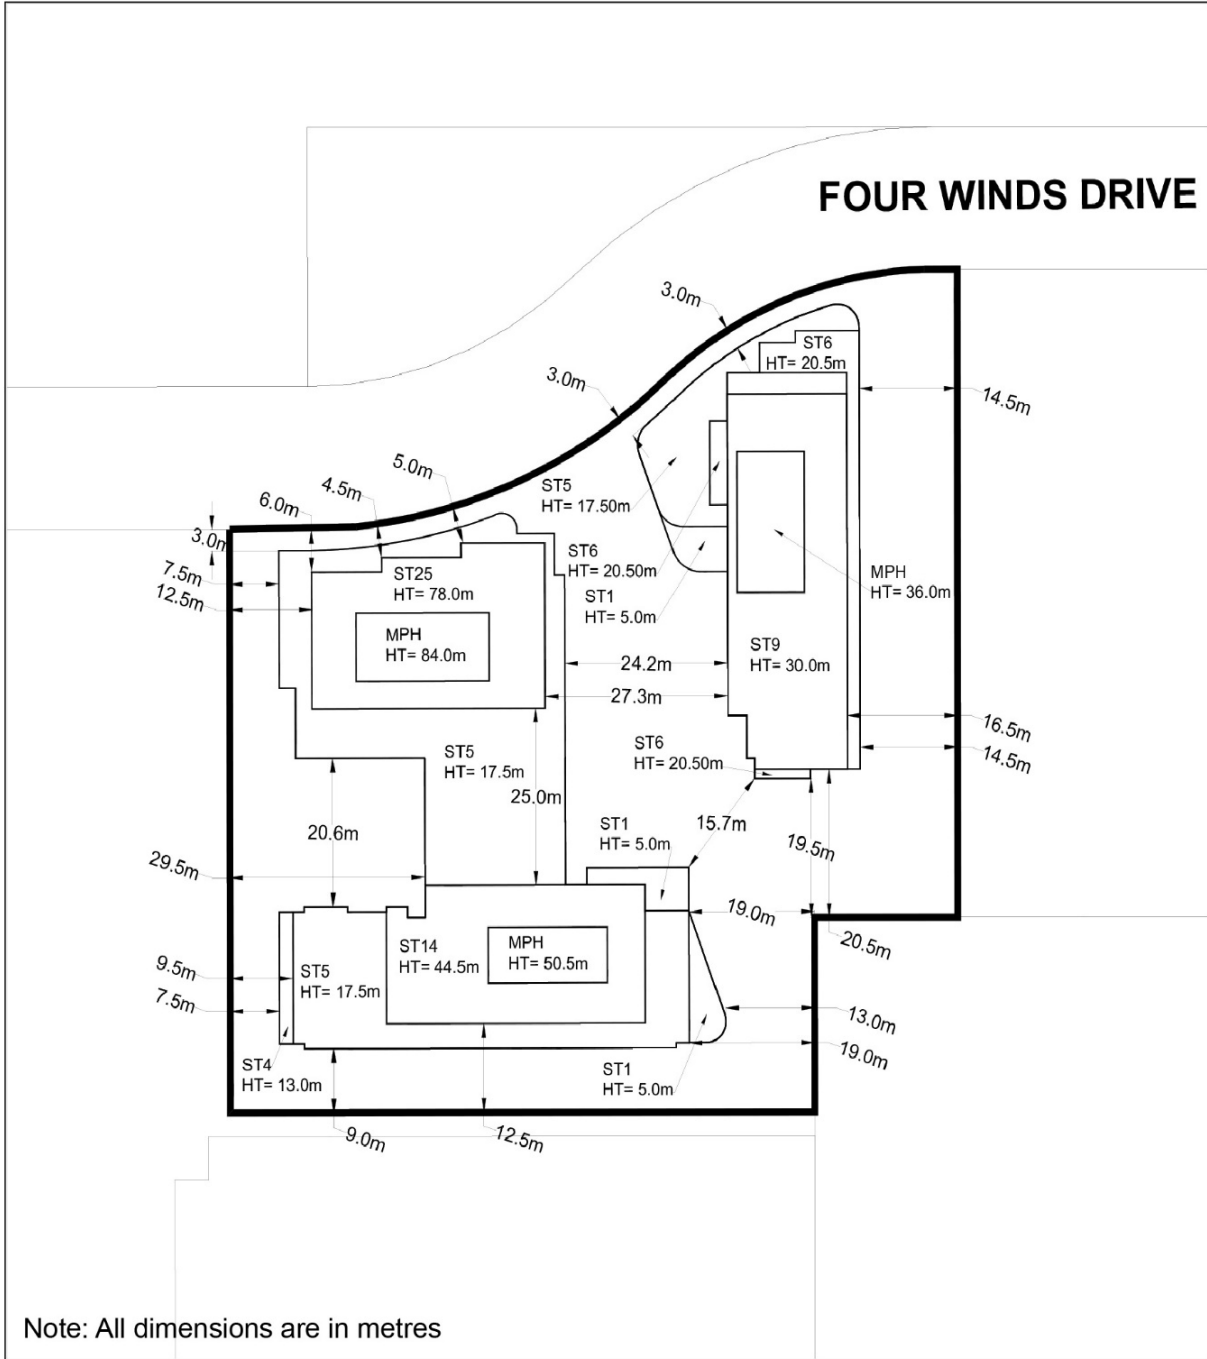 FOUR WINDS DRIVE
3.0m
ST6
HT= 20.5m
3.0m
14.5m
5.0m
ST5
HT= 17.50m
4.5m
6.0m
3.0m
7.5m
12.5m
ST25
HT= 78.0m
ST6
HT= 20.50m
ST1
HT= 5.0m
MPH
HT= 36.0m
MPH
HT= 84.0m
ST9
HT= 30.0m
24.2m
27.3m
16.5m
14.5m
ST6
HT= 20.50m
ST5
HT= 17.5m
25.0m
15.7m
ST1
HT= 5.0m
20.6m
19.5m
29.5m
19.0m
20.5m
ST14
HT= 44.5m
MPH
HT= 50.5m
9.5m
ST5
HT= 17.5m
7.5m
13.0m
19.0m
ST4
HT= 13.0m
ST1
HT= 5.0m
9.0m
12.5m
Note: All dimensions are in metres